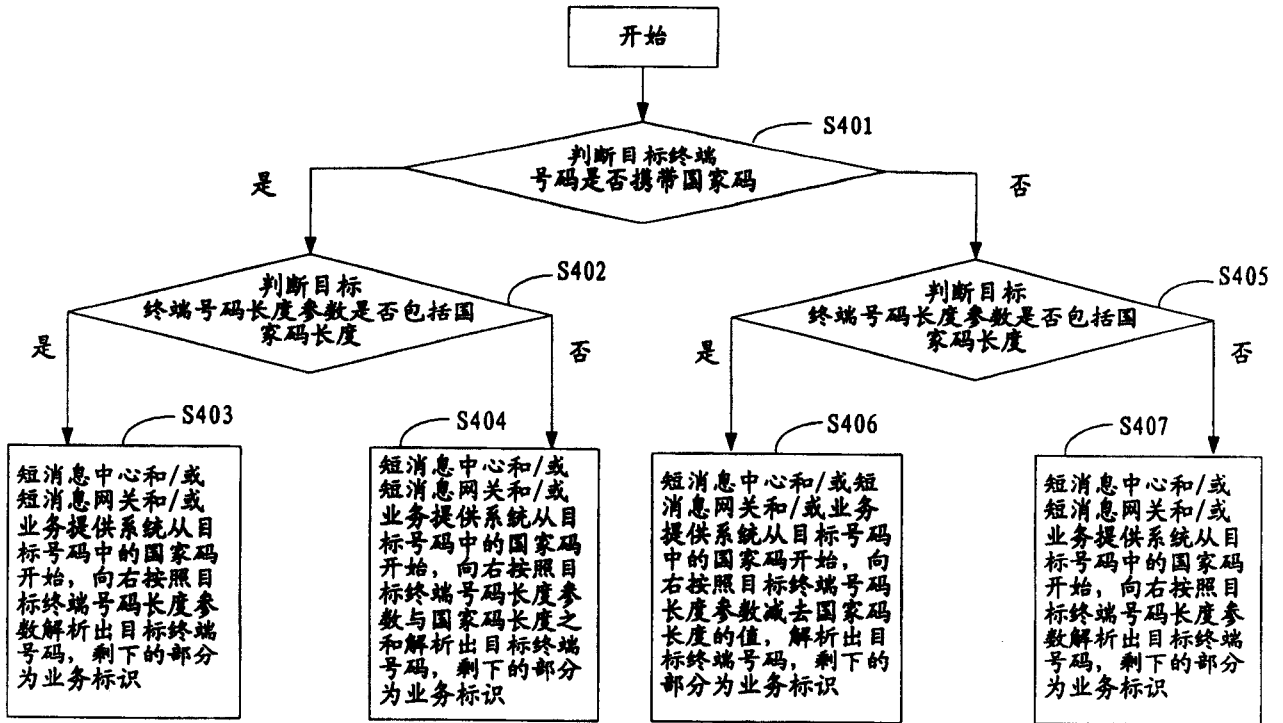 开始
S401
判断目标终端
号码是否携带国家码
是
否
S402
判断目标
终端号码长度参数是否包括国
家码长度
是
否
S405
判断目标
终端号码长度参数是否包括国
家码长度
是
否
S403
短消息中心和/或
短消息网关和/或
业务提供系统从目
标号码中的国家码
开始，向右按照目
标终端号码长度参
数解析出目标终端
号码，剩下的部分
为业务标识
S404
短消息中心和/或
短消息网关和/或
业务提供系统从目
标号码中的国家码
开始，向右按照目
标终端号码长度参
数与国家码长度之
和解析出目标终端
号码，剩下的部分
为业务标识
S406
短消息中心和/或短
消息网关和/或业务
提供系统从目标号码
中的国家码开始，向
右按照目标终端号码
长度参数减去国家码
长度的值，解析出目
标终端号码，剩下的
部分为业务标识
S407
短消息中心和/或
短消息网关和/或
业务提供系统从目
标号码中的国家码
开始，向右按照目
标终端号码长度参
数解析出目标终端
号码，剩下的部分
为业务标识